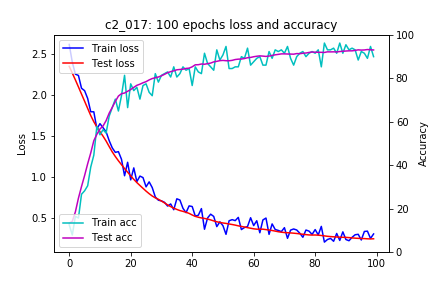 c2_017: 100 epochs loss and accuracy
Train loss
Test loss
Train acc
Test acc
Loss
2.5
2.0
1.5
1.0
0.5
Accuracy
100
80
60
40
20
0
0 20 40 60 80 100